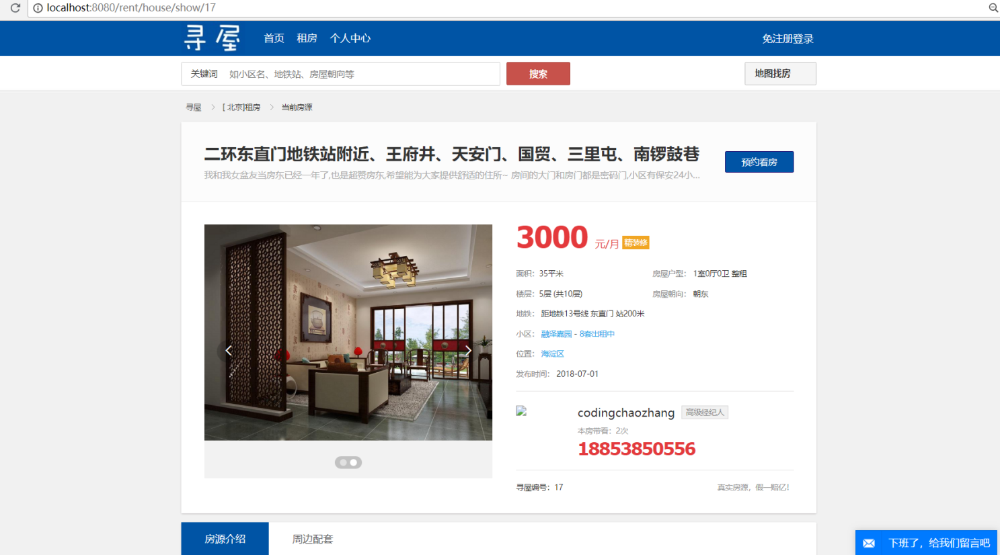 localhost:8080/rent/house/show/17
寻屋 首页 租房 个人中心 免注册登录
关键词 如小区名、地铁站、房屋朝向等 搜索 地图找房
寻屋 > [ 北京]租房 > 当前房源
二环东直门地铁站附近、王府井、天安门、国贸、三里屯、南锣鼓巷
预约看房
我和我女盆友当房东已经一年了,也是超赞房东,希望能为大家提供舒适的住所~ 房间的大门和房门都是密码门,小区有保安24小...
3000 元/月 精装修
面积: 35平米 房屋户型: 1室0厅0卫 整租
楼层: 5层 (共10层) 房屋朝向: 朝东
地铁: 距地铁13号线 东直门 站200米
小区: 融泽嘉园 - 8套出租中
位置: 海淀区
发布时间: 2018-07-01
codingchaozhang 高级经纪人
本房带看: 2次
18853850556
寻屋编号: 17 真实房源，假一赔亿!
房源介绍 周边配套
下班了，给我们留言吧